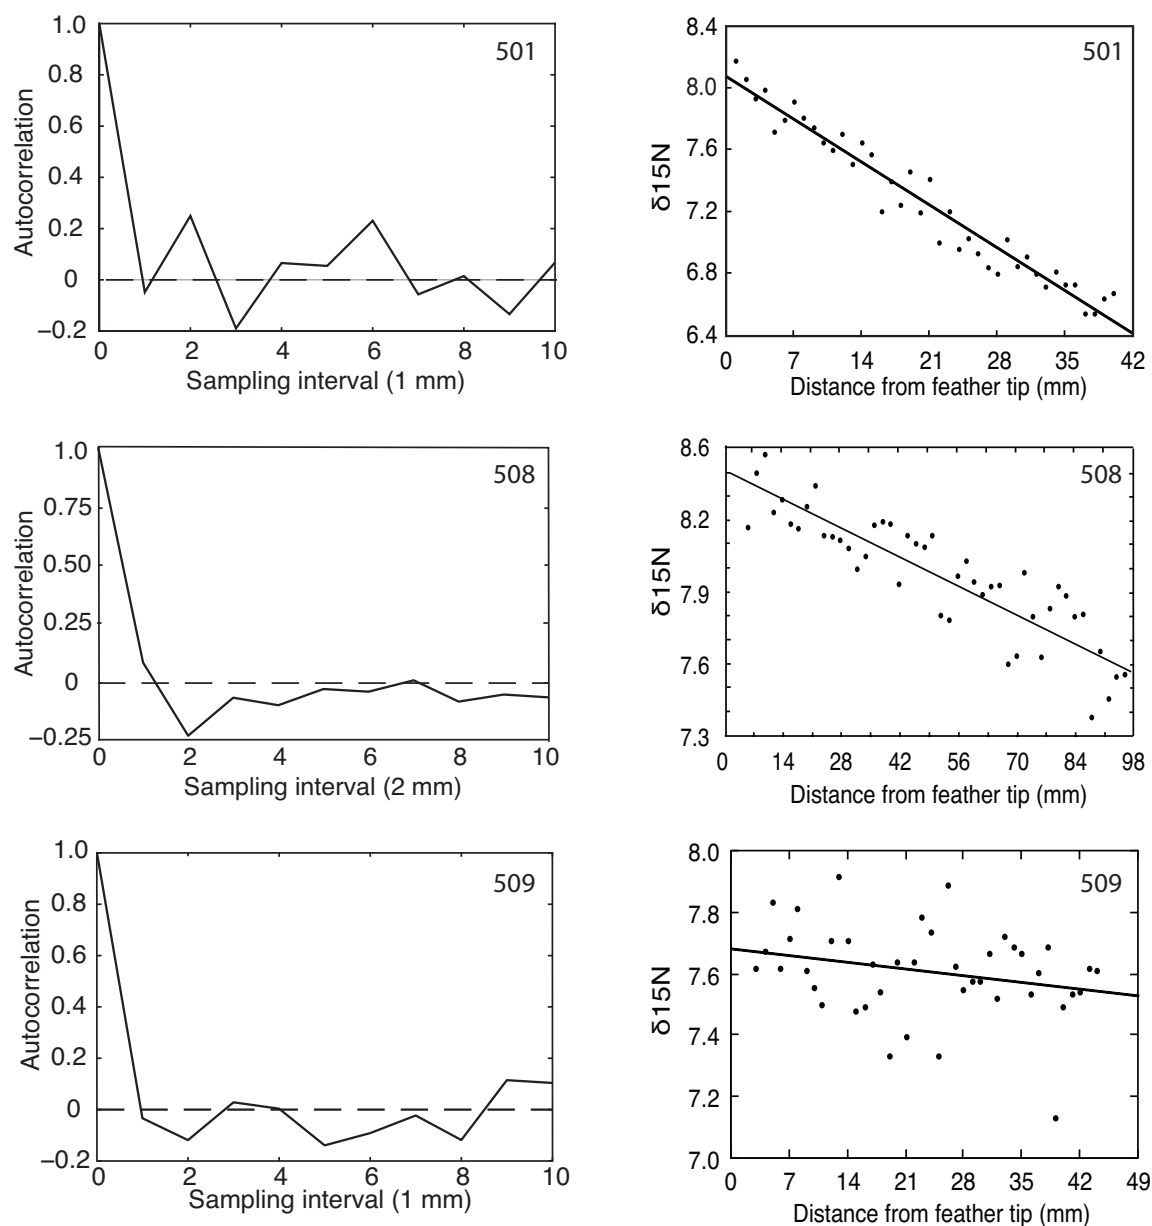 1.0
0.8
0.6
0.4
0.2
0
−0.2
Autocorrelation
501
0 2 4 6 8 10
Sampling interval (1 mm)
8.4
8.0
7.6
7.2
6.8
6.4
δ15N
501
0 7 14 21 28 35 42
Distance from feather tip (mm)
1.0
0.75
0.50
0.25
0
−0.25
Autocorrelation
508
0 2 4 6 8 10
Sampling interval (2 mm)
8.6
8.2
7.9
7.6
7.3
δ15N
508
0 14 28 42 56 70 84 98
Distance from feather tip (mm)
1.0
0.8
0.6
0.4
0.2
0
−0.2
Autocorrelation
509
0 2 4 6 8 10
Sampling interval (1 mm)
8.0
7.8
7.6
7.4
7.2
7.0
δ15N
509
0 7 14 21 28 35 42 49
Distance from feather tip (mm)